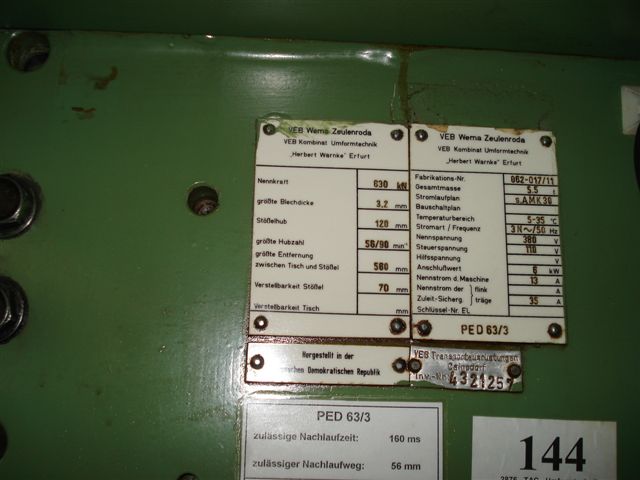 VEB Wema Zeulenroda
VEB Kombinat Umformtechnik
„Herbert Warnke" Erfurt
Nennkraft 630 kN
größte Blechdicke 3.2 mm
Stößelhub 120 mm
größte Hubzahl 56/90 min⁻¹
größte Entfernung
zwischen Tisch und Stößel 560 mm
Verstellbarkeit Stößel 70 mm
Verstellbarkeit Tisch mm
VEB Wema Zeulenroda
VEB Kombinat Umformtechnik
„Herbert Warnke" Erfurt
Fabrikations-Nr. 062-017/11
Gesamtmasse 5.5
Stromlaufplan s.AMK36
Bauschaltplan
Temperaturbereich 5-35 °C
Stromart / Frequenz 3N~/50 Hz
Nennspannung 380 V
Steuerspannung 110 V
Hilfsspannung V
Anschlußwert 6 kW
Nennstrom d. Maschine 13 A
Nennstrom der flink A
Zuleit-Sicherg. träge 35 A
Schlüssel-Nr. EL
PED 63/3
Hergestellt in der
Demokratischen Republik
VEB Transportausrüstungen
Inv.-Nr. 4321257
PED 63/3
zulässige Nachlaufzeit: 160 ms
zulässiger Nachlaufweg: 56 mm
144